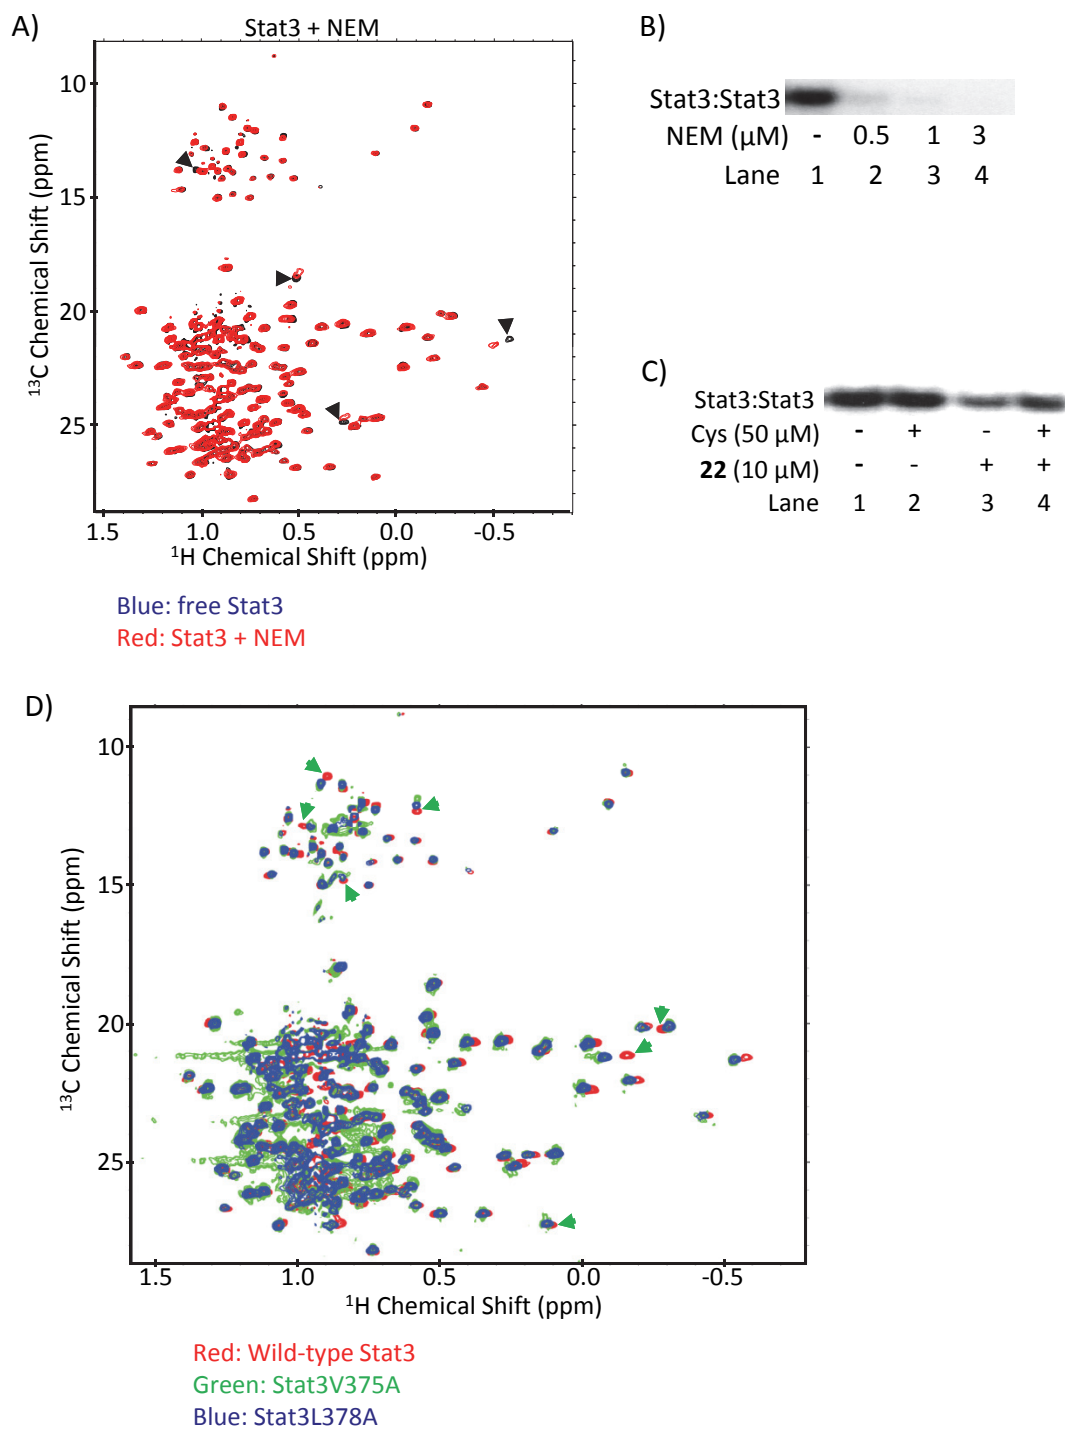 A)
Stat3 + NEM
10
15
20
25
13C Chemical Shift (ppm)
1.5 1.0 0.5 0.0 -0.5
1H Chemical Shift (ppm)
Blue: free Stat3
Red: Stat3 + NEM
B)
Stat3:Stat3
NEM (μM) - 0.5 1 3
Lane 1 2 3 4
C)
Stat3:Stat3
Cys (50 μM) - + - +
22 (10 μM) - - + +
Lane 1 2 3 4
D)
10
15
20
25
13C Chemical Shift (ppm)
1.5 1.0 0.5 0.0 -0.5
1H Chemical Shift (ppm)
Red: Wild-type Stat3
Green: Stat3V375A
Blue: Stat3L378A